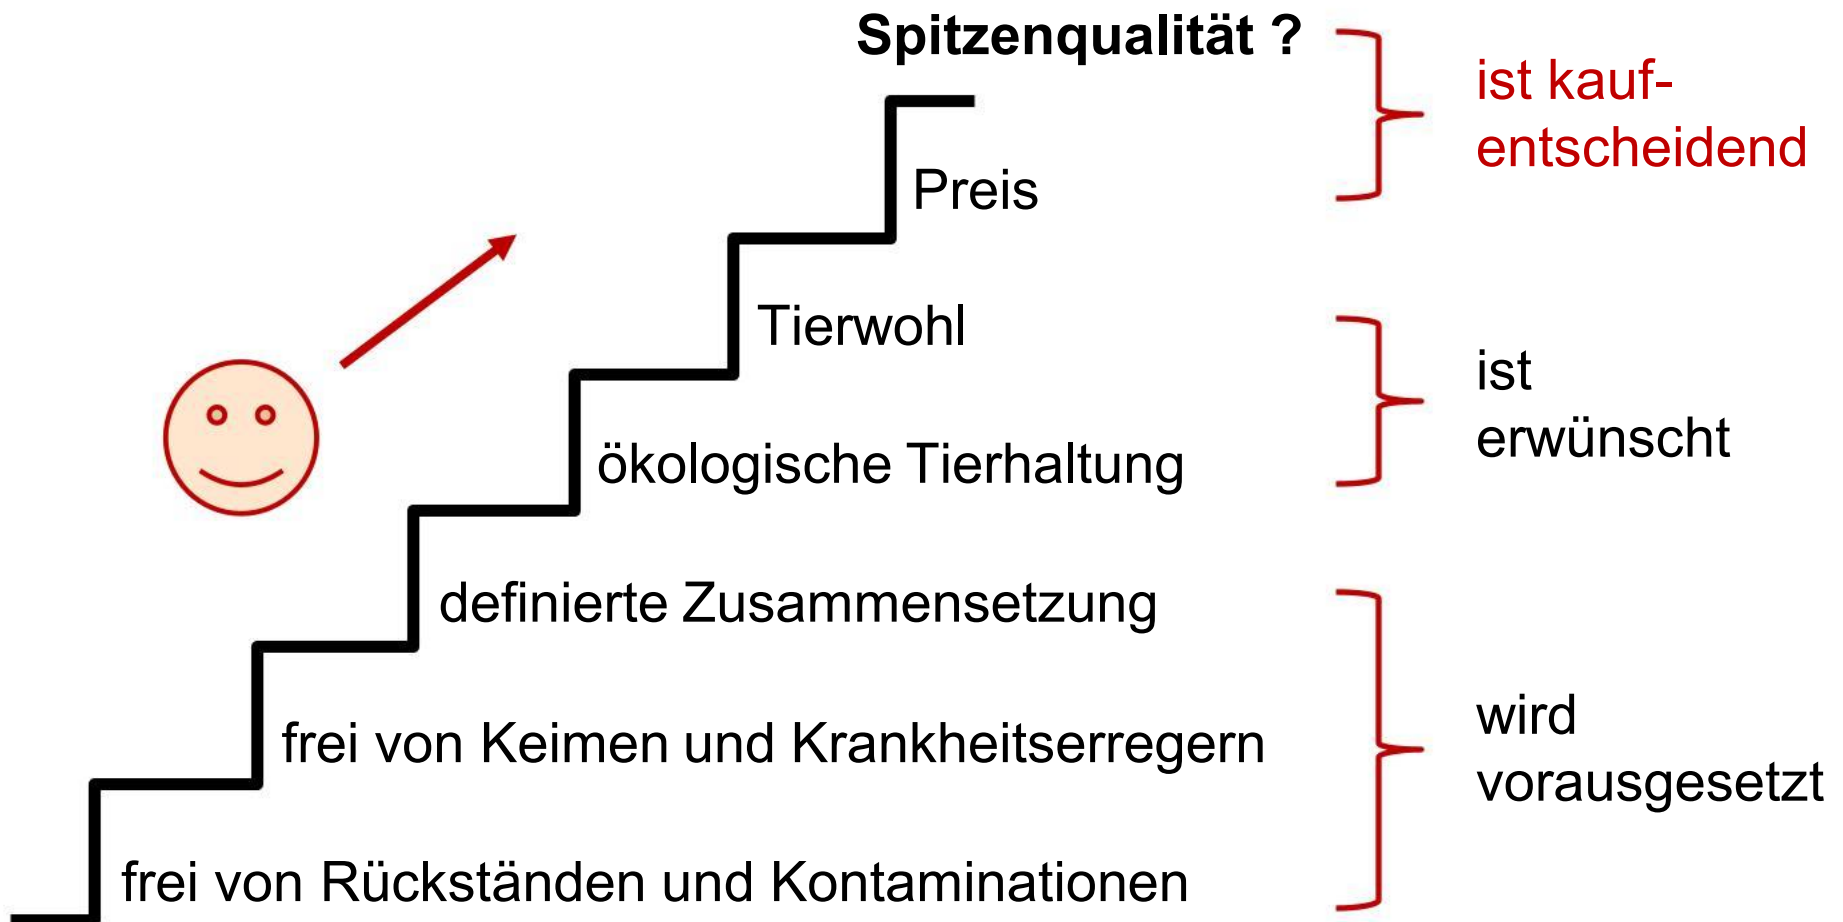 Spitzenqualität ?
ist kauf-
entscheidend
Preis
Tierwohl
ist
erwünscht
ökologische Tierhaltung
definierte Zusammensetzung
frei von Keimen und Krankheitserregern
wird
vorausgesetzt
frei von Rückständen und Kontaminationen